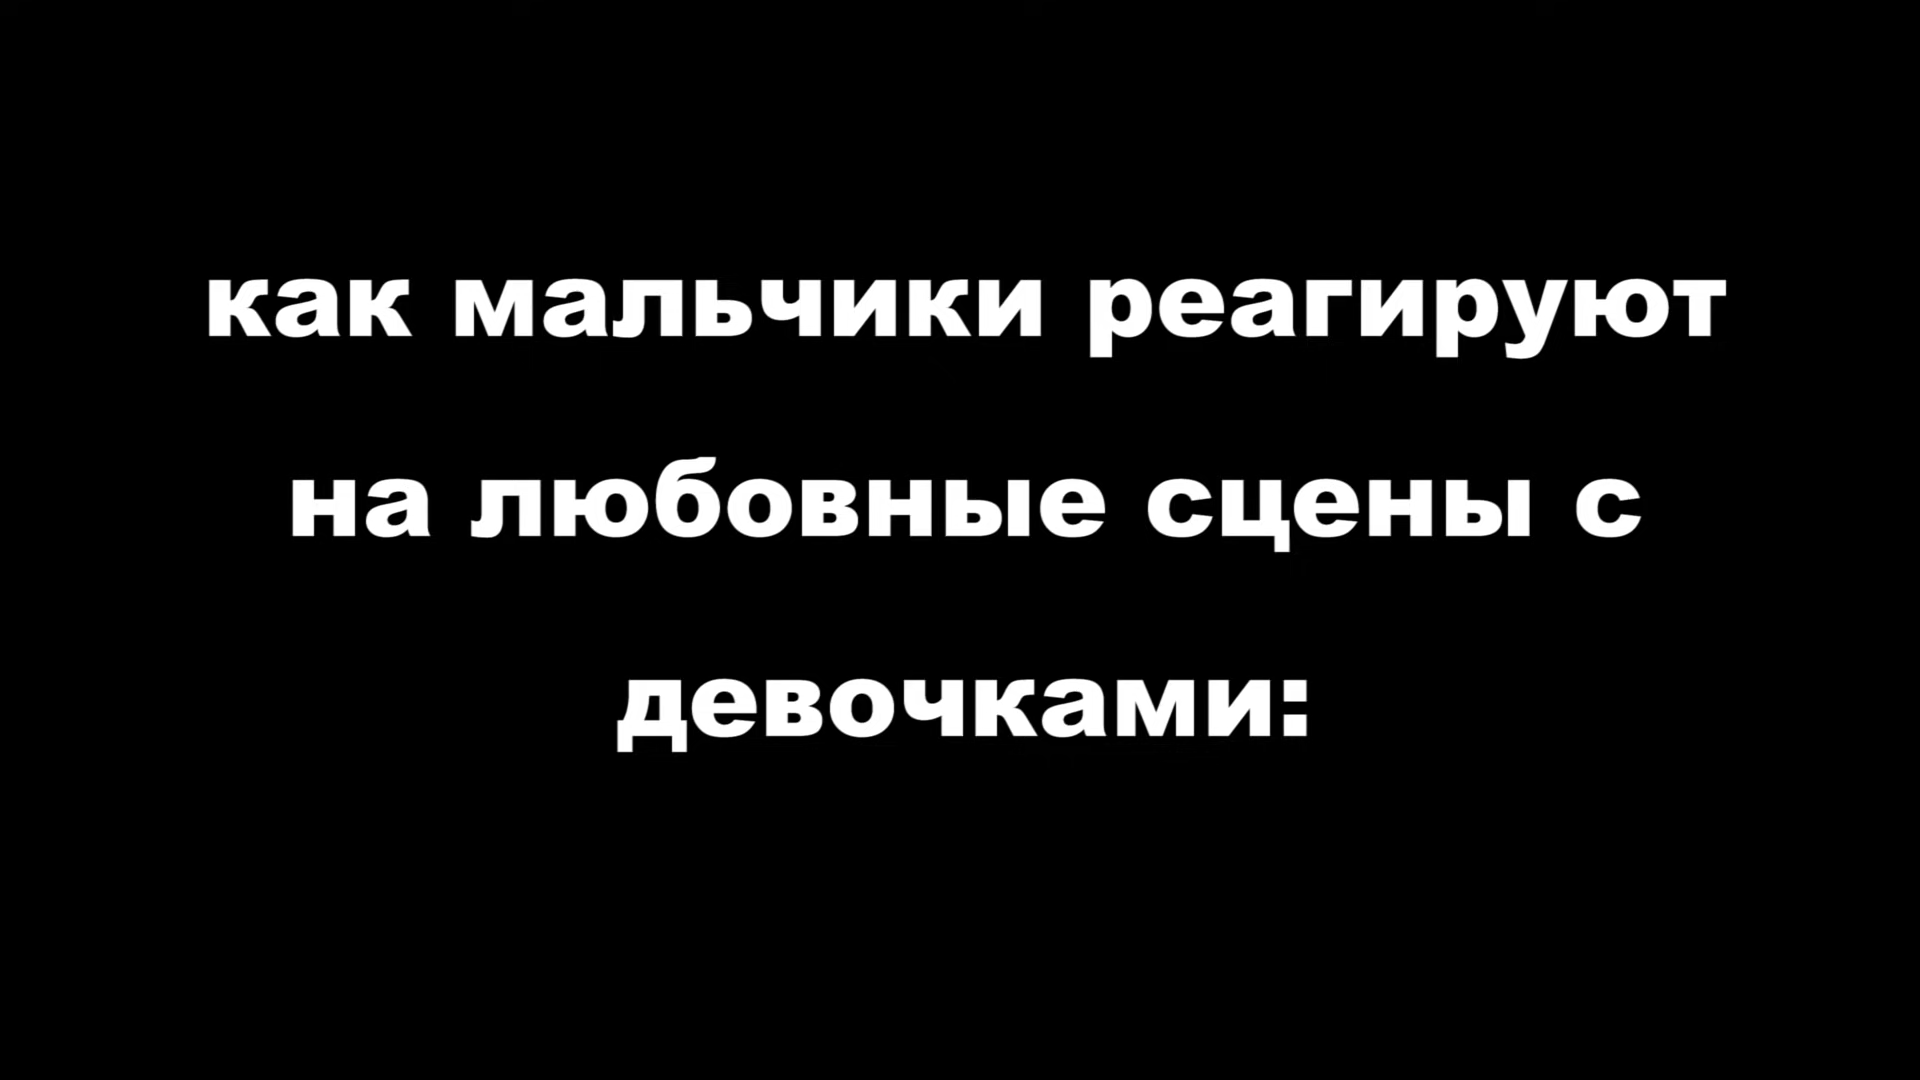 как мальчики реагируют
на любовные сцены с
девочками: